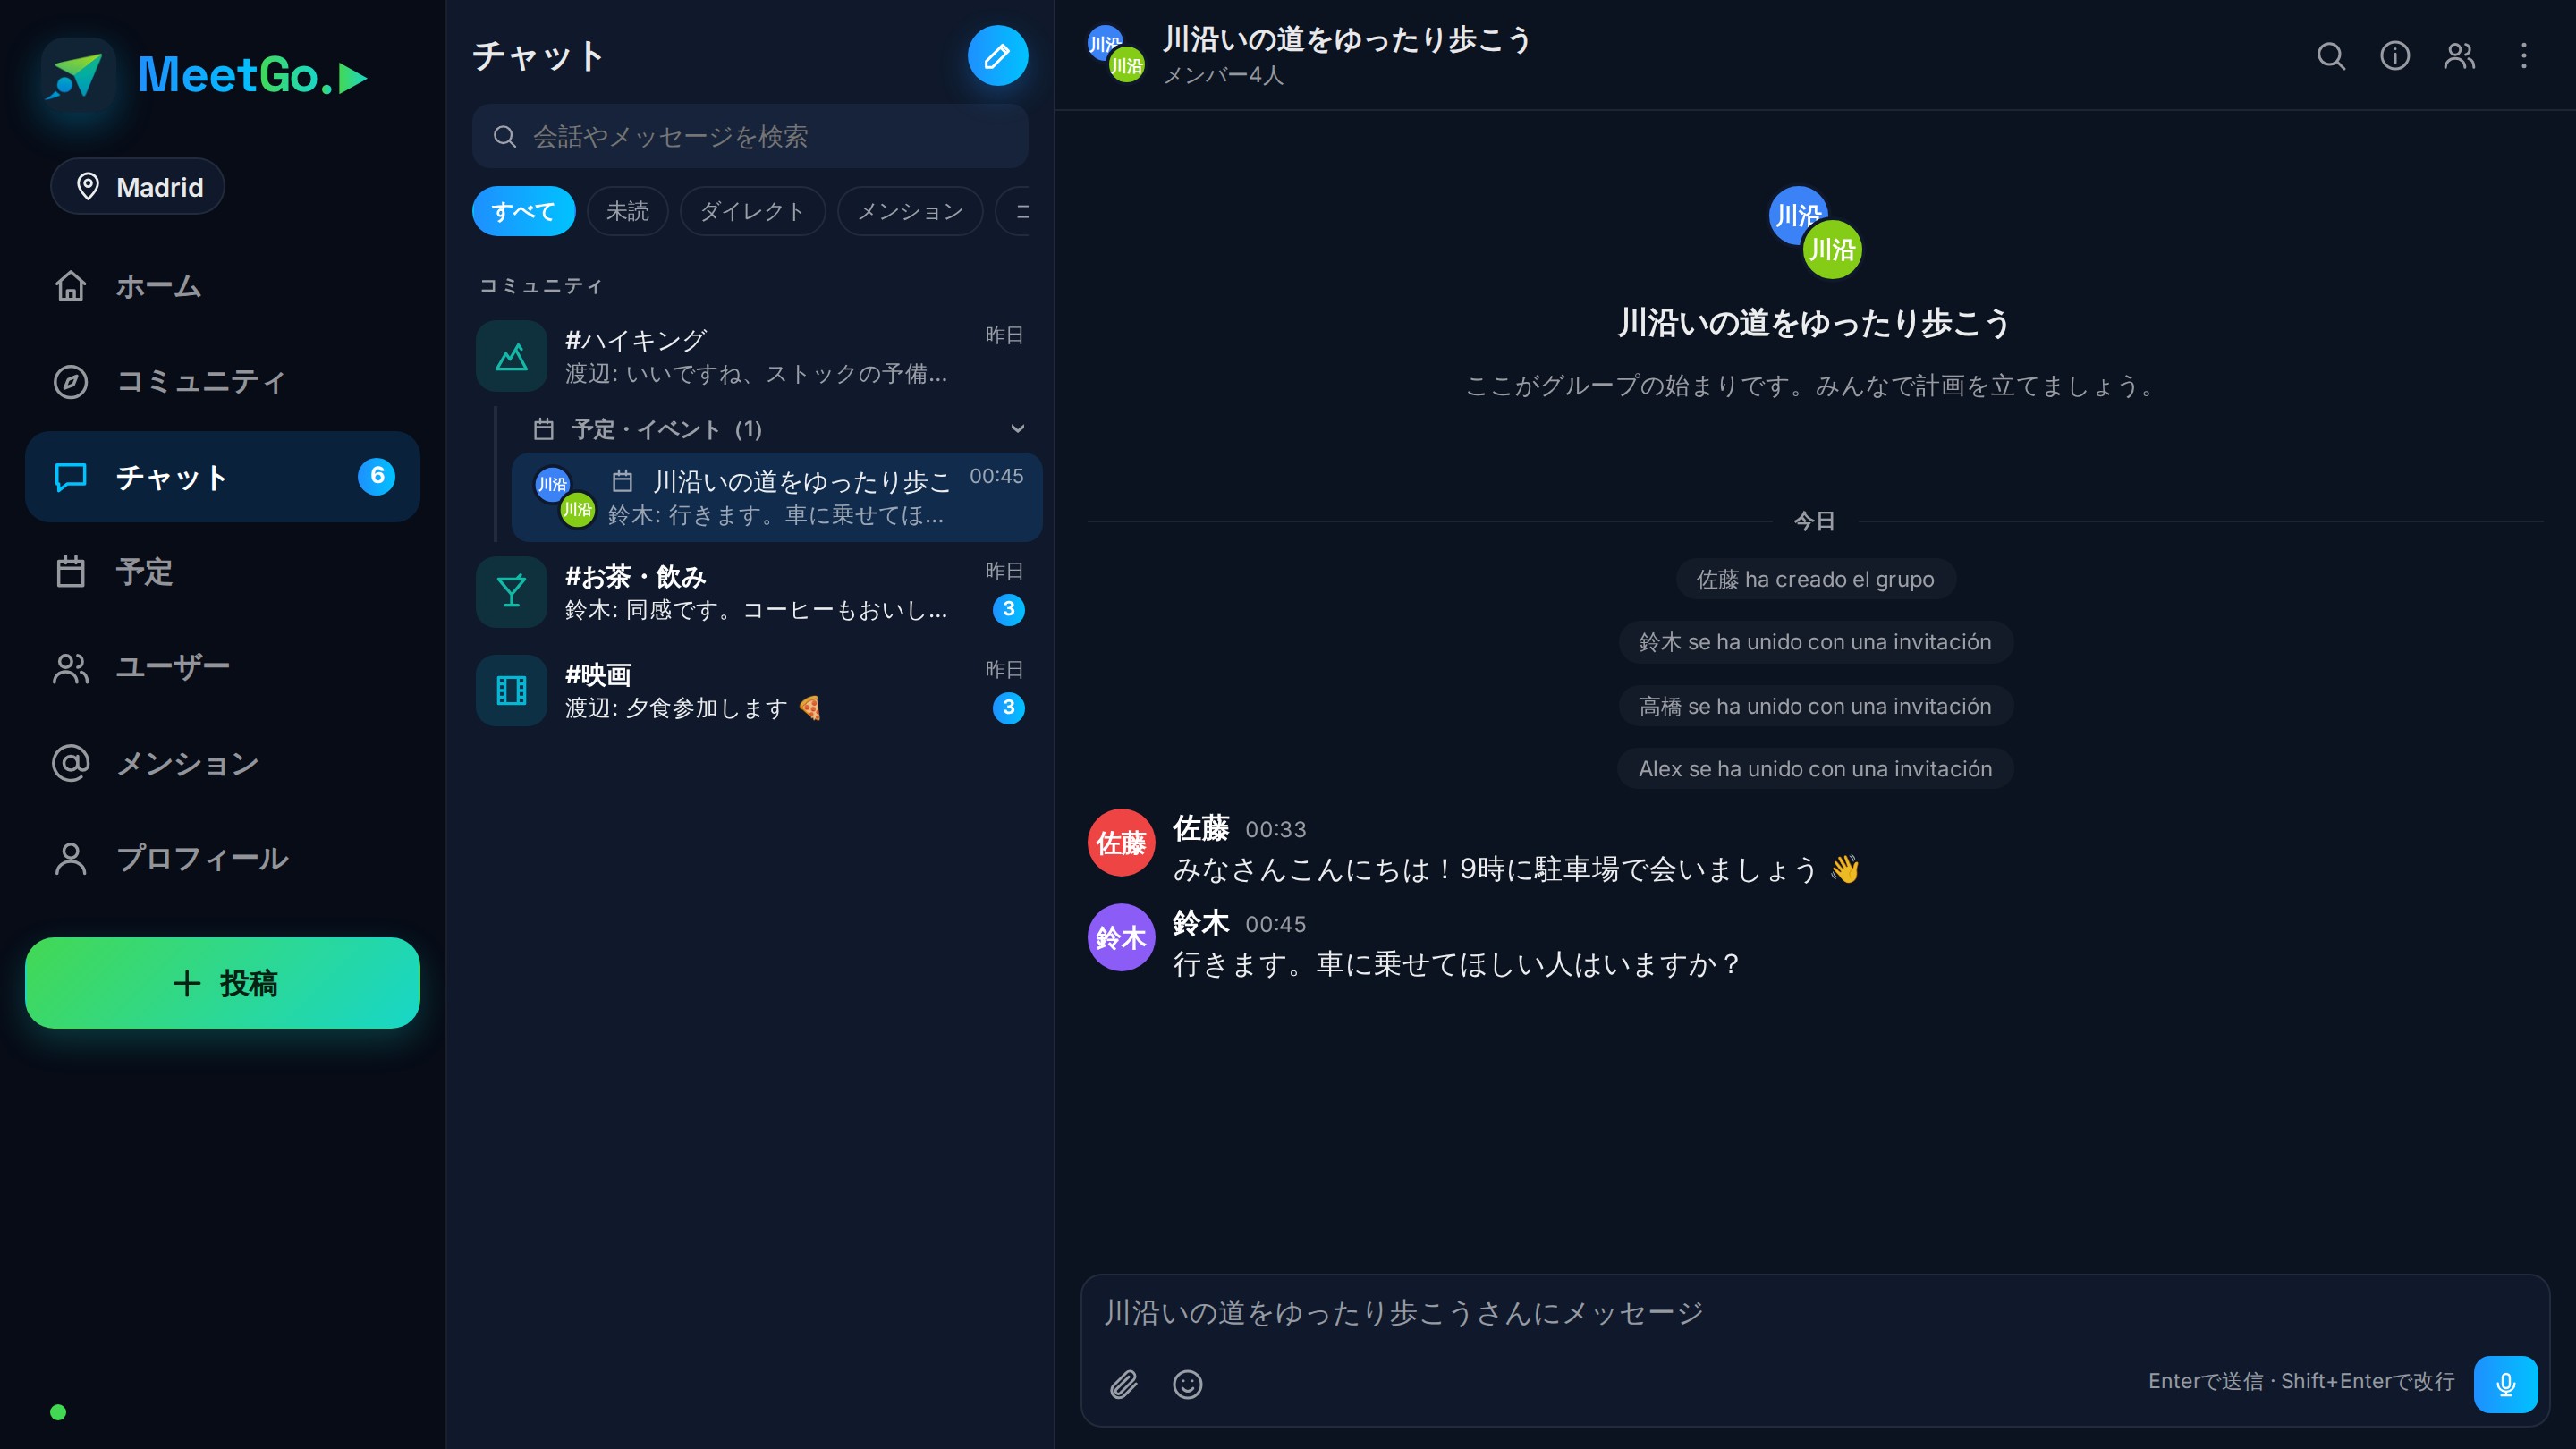 MeetGo.
Madrid
ホーム
コミュニティ
チャット
6
予定
ユーザー
メンション
プロフィール
投稿
チャット
会話やメッセージを検索
すべて
未読
ダイレクト
メンション
コミュニティ
#ハイキング
昨日
渡辺: いいですね、ストックの予備...
予定・イベント（1）
川沿
川沿
川沿いの道をゆったり歩こ
00:45
鈴木: 行きます。車に乗せてほ...
#お茶・飲み
昨日
鈴木: 同感です。コーヒーもおいし...
3
#映画
昨日
渡辺: 夕食参加します 🍕
3
川沿
川沿
川沿いの道をゆったり歩こう
メンバー4人
川沿
川沿
川沿いの道をゆったり歩こう
ここがグループの始まりです。みんなで計画を立てましょう。
今日
佐藤 ha creado el grupo
鈴木 se ha unido con una invitación
高橋 se ha unido con una invitación
Alex se ha unido con una invitación
佐藤
佐藤 00:33
みなさんこんにちは！9時に駐車場で会いましょう 👋
鈴木
鈴木 00:45
行きます。車に乗せてほしい人はいますか？
川沿いの道をゆったり歩こうさんにメッセージ
Enterで送信 · Shift+Enterで改行